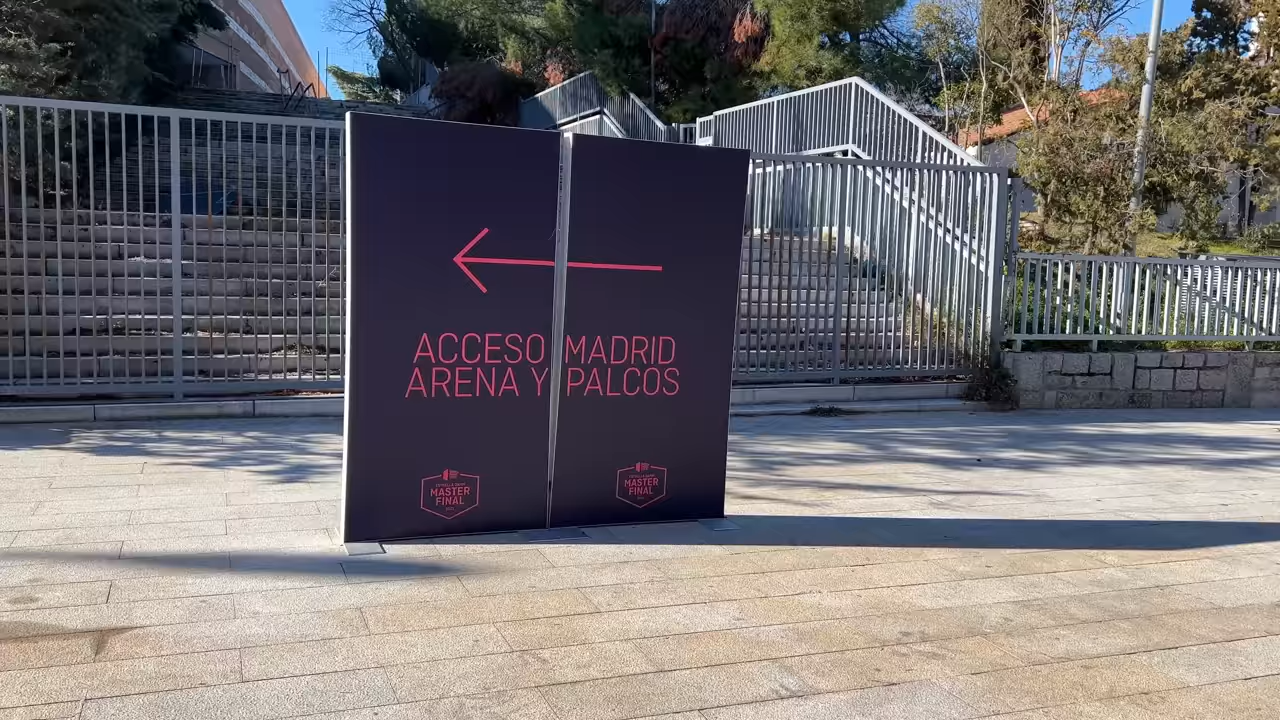 ACCESO MADRID
ARENA Y PALCOS
MASTER
FINAL
MASTER
FINAL